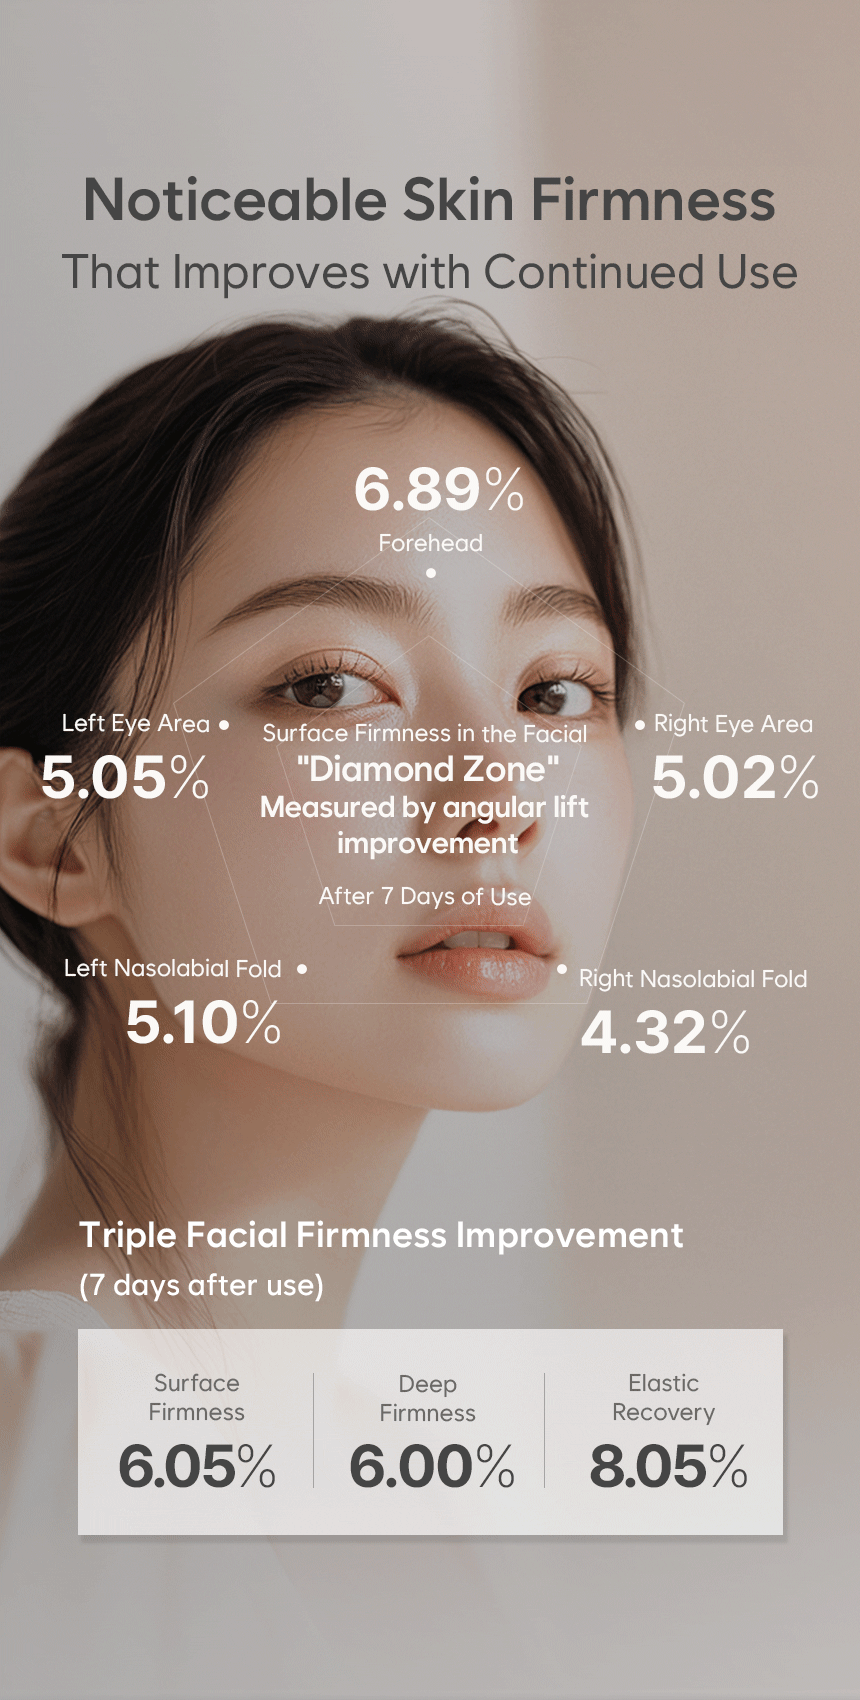 Noticeable Skin Firmness
That Improves with Continued Use
6.89%
Forehead
Left Eye Area
5.05%
Surface Firmness in the Facial
"Diamond Zone"
Measured by angular lift
improvement
After 7 Days of Use
Right Eye Area
5.02%
Left Nasolabial Fold
5.10%
Right Nasolabial Fold
4.32%
Triple Facial Firmness Improvement
(7 days after use)
Surface
Firmness
6.05%
Deep
Firmness
6.00%
Elastic
Recovery
8.05%